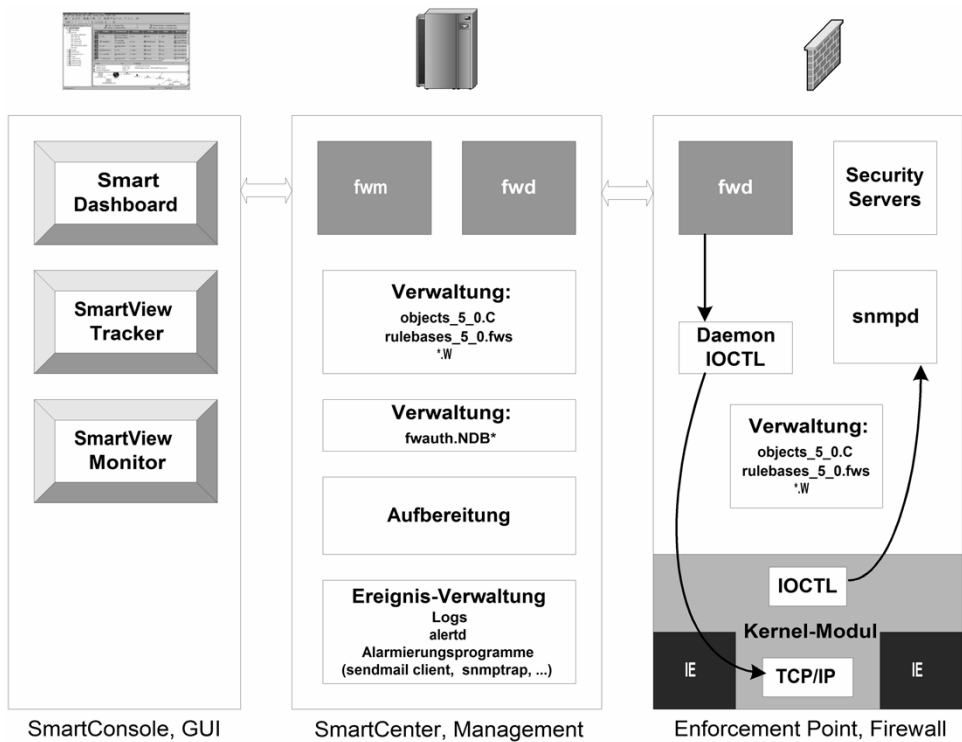 Smart
Dashboard
SmartView
Tracker
SmartView
Monitor
SmartConsole, GUI
fwm
fwd
Verwaltung:
objects_5_0.C
rulebases_5_0.fws
*.W
Verwaltung:
fwauth.NDB*
Aufbereitung
Ereignis-Verwaltung
Logs
alertd
Alarmierungsprogramme
(sendmail client, snmptrap, ...)
SmartCenter, Management
fwd
Security
Servers
Daemon
IOCTL
snmpd
Verwaltung:
objects_5_0.C
rulebases_5_0.fws
*.W
IOCTL
Kernel-Modul
IE
TCP/IP
IE
Enforcement Point, Firewall